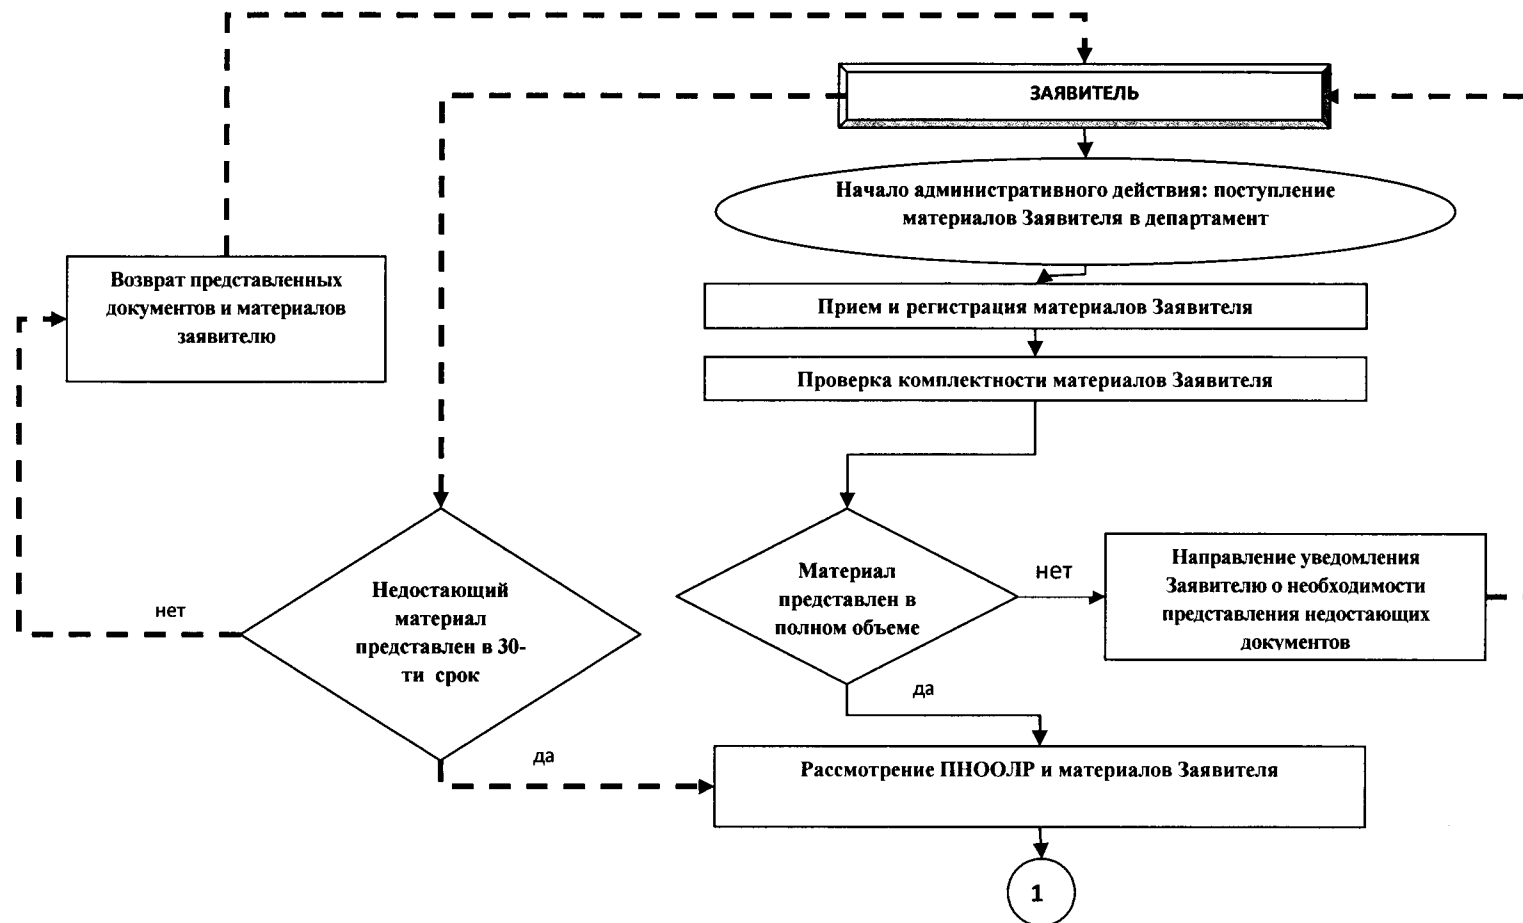 ЗАЯВИТЕЛЬ
Начало административного действия: поступление
материалов Заявителя в департамент
Возврат представленных
документов и материалов
заявителю
Прием и регистрация материалов Заявителя
Проверка комплектности материалов Заявителя
Недостающий
материал
представлен в 30-
ти срок
нет
да
Материал
представлен в
полном объеме
нет
да
Направление уведомления
Заявителю о необходимости
представления недостающих
документов
Рассмотрение ПНООЛР и материалов Заявителя
1